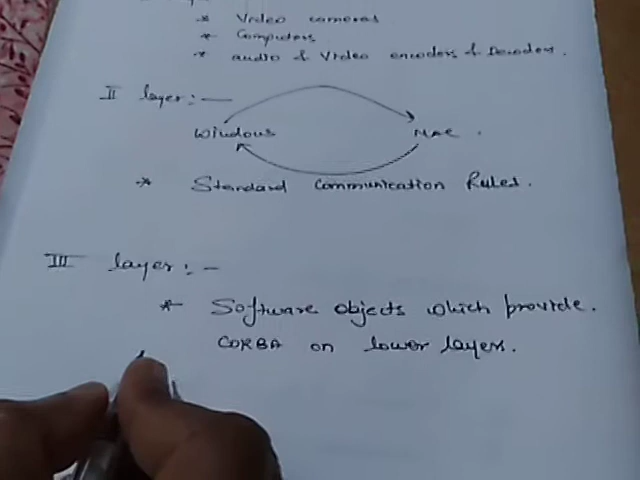 * Video cameras
* Computers
* audio & Video encoders & Decoders.
II layer:-
Windows MAC.
* Standard Communication Rules.
III layer:-
* Software objects which provide.
CORBA on lower layers.